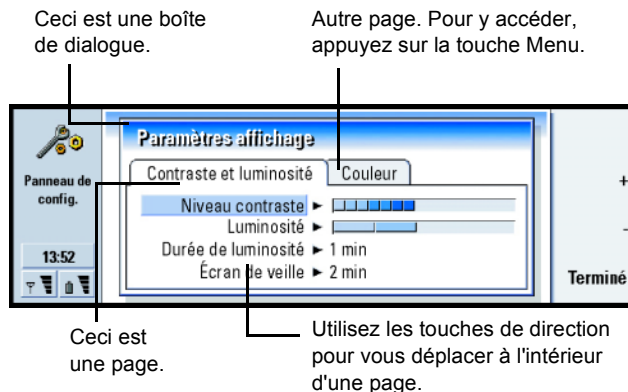 Ceci est une boîte
de dialogue.
Autre page. Pour y accéder,
appuyez sur la touche Menu.
Paramètres affichage
Contraste et luminosité
Couleur
Panneau de
config.
Niveau contraste
Luminosité
Durée de luminosité 1 min
Écran de veille 2 min
13:52
+
-
Terminé
Ceci est
une page.
Utilisez les touches de direction
pour vous déplacer à l'intérieur
d'une page.